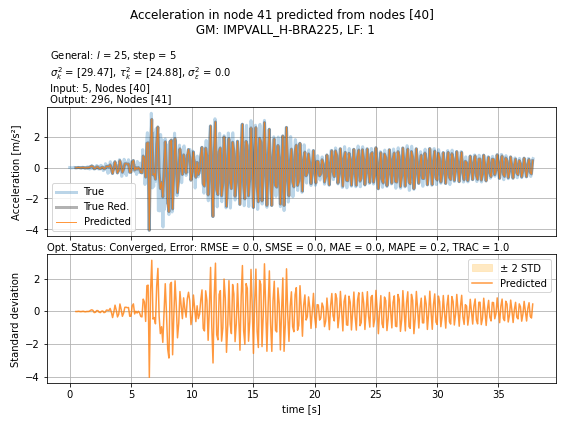 Acceleration in node 41 predicted from nodes [40]
GM: IMPVALL_H-BRA225, LF: 1
General: l = 25, step = 5
σ²ₖ = [29.47], τ²ₖ = [24.88], σ²ε = 0.0
Input: 5, Nodes [40]
Output: 296, Nodes [41]
Acceleration [m/s²]
2
0
−2
−4
True
True Red.
Predicted
Opt. Status: Converged, Error: RMSE = 0.0, SMSE = 0.0, MAE = 0.0, MAPE = 0.2, TRAC = 1.0
Standard deviation
2
0
−2
−4
± 2 STD
Predicted
0 5 10 15 20 25 30 35
time [s]